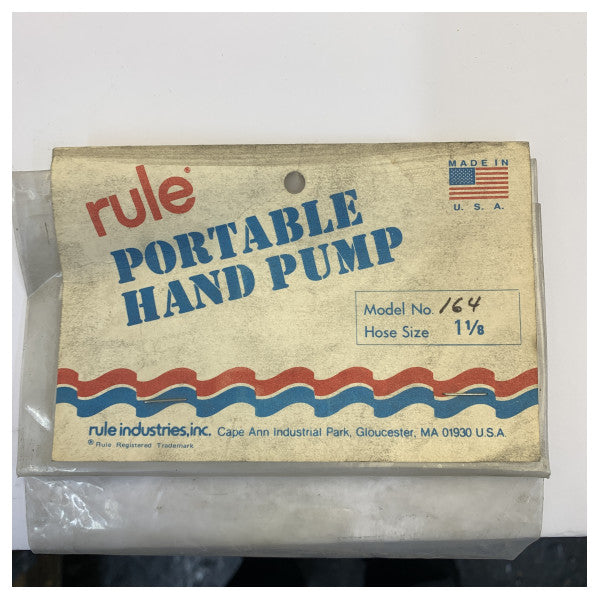 rule®
MADE IN
U. S. A.
PORTABLE
HAND PUMP
Model No. 164
Hose Size 1 1/8
rule industries, inc. Cape Ann Industrial Park, Gloucester, MA 01930 U.S.A.
® Rule Registered Trademark